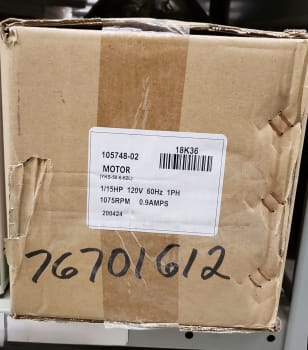 105748-02 18K36
MOTOR
1/15HP 120V 60Hz 1PH
1075RPM 0.9AMPS
200424
76701612